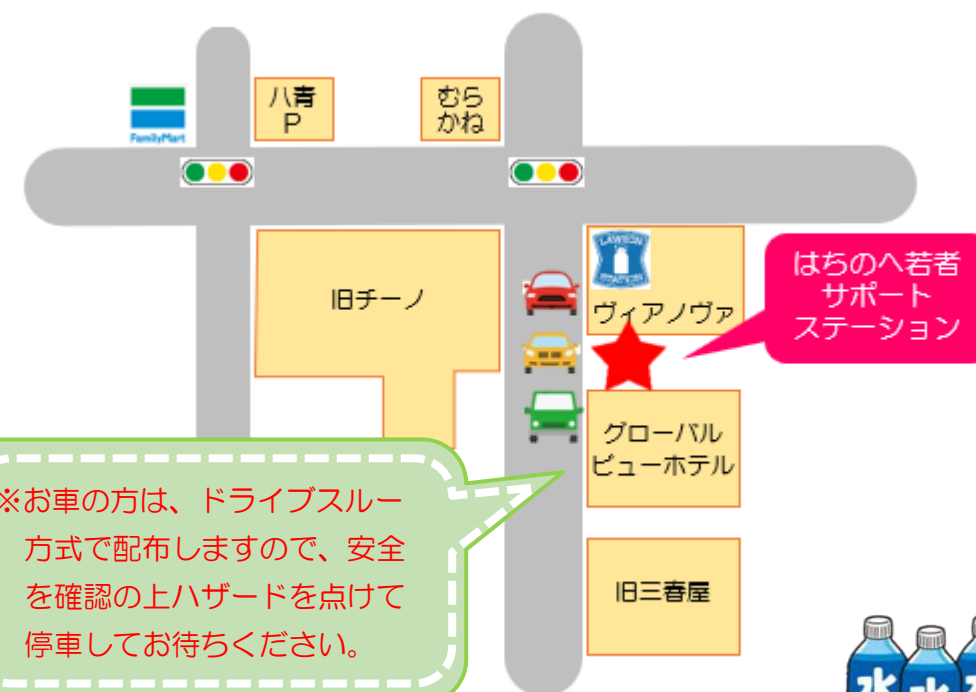 八青
P
むら
かね
FamilyMart
LAWSON
STATION
ヴィアノヴァ
はちのへ若者
サポート
ステーション
旧チーノ
グローバル
ビューホテル
※お車の方は、ドライブスルー
方式で配布しますので、安全
を確認の上ハザードを点けて
停車してお待ちください。
旧三春屋
水
水